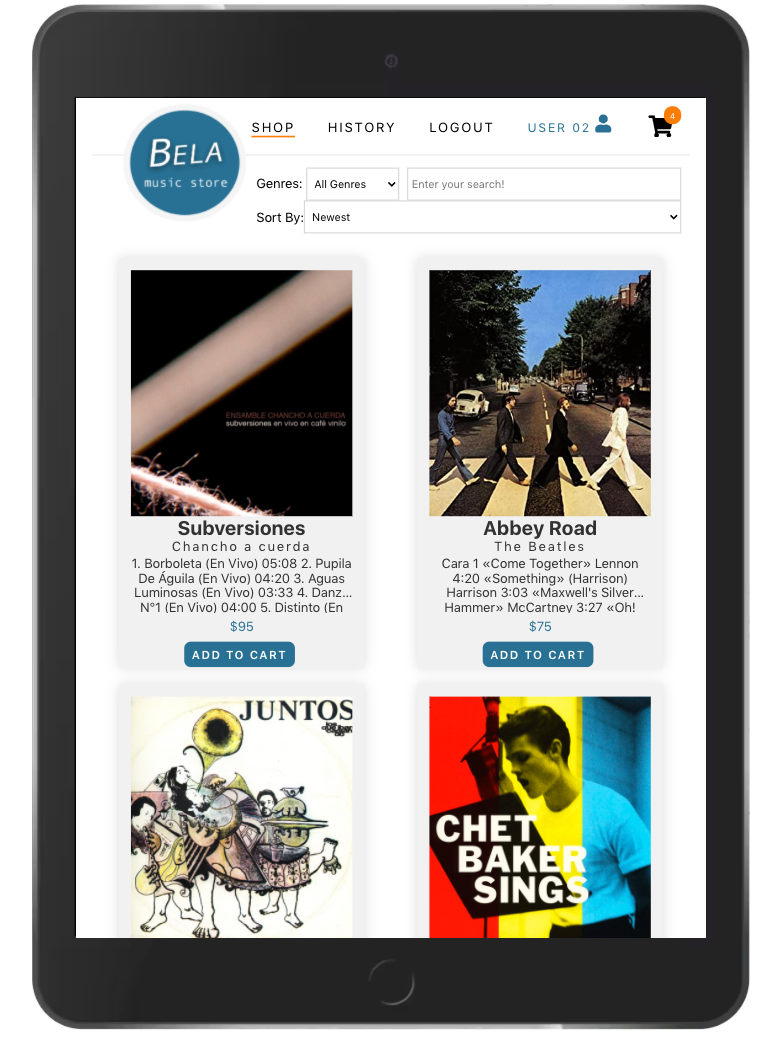 BELA
music store
SHOP
HISTORY
LOGOUT
USER 02
4
Genres:
All Genres
Enter your search!
Sort By:
Newest
ENSAMBLE CHANCHO A CUERDA
subversiones en vivo en café vinilo
Subversiones
Chancho a cuerda
1. Borboleta (En Vivo) 05:08 2. Pupila
De Águila (En Vivo) 04:20 3. Aguas
Luminosas (En Vivo) 03:33 4. Danz...
N°1 (En Vivo) 04:00 5. Distinto (En
$95
ADD TO CART
Abbey Road
The Beatles
Cara 1 «Come Together» Lennon
4:20 «Something» (Harrison)
Harrison 3:03 «Maxwell's Silver...
Hammer» McCartney 3:27 «Oh!
$75
ADD TO CART
JUNTOS
CHET
BAKER
SINGS